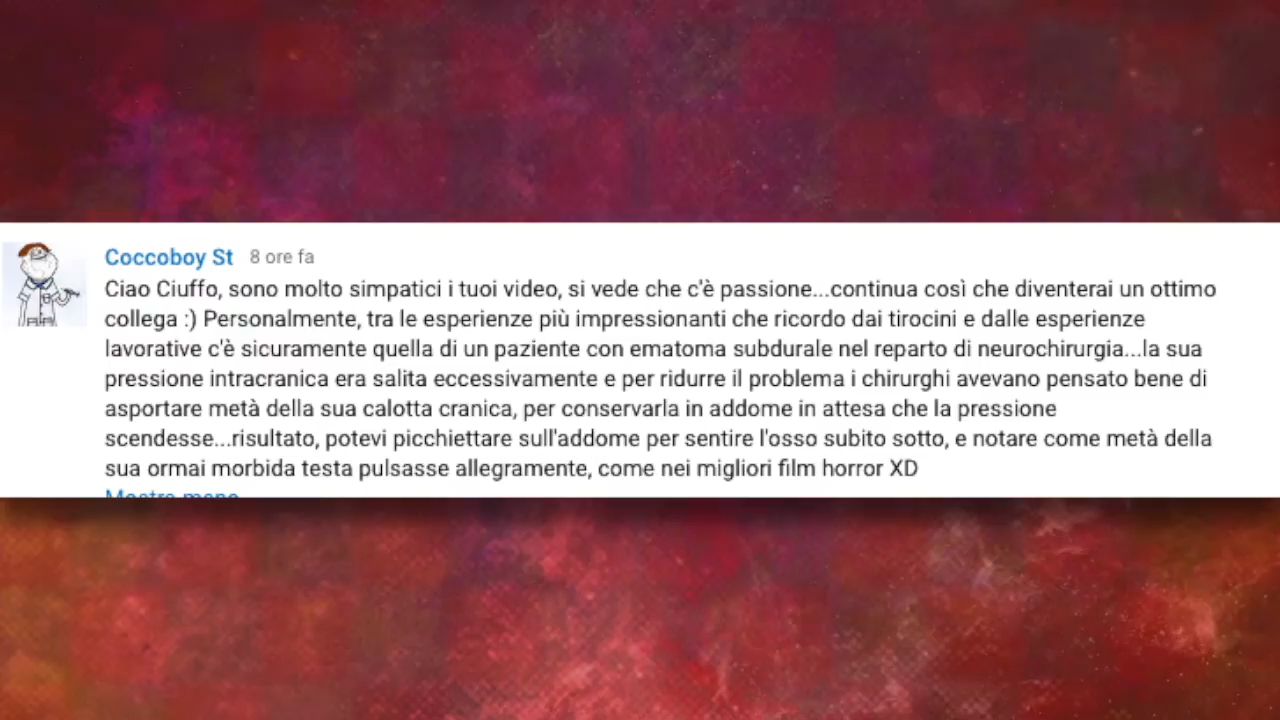 Coccoboy St 8 ore fa
Ciao Ciuffo, sono molto simpatici i tuoi video, si vede che c'è passione...continua così che diventerai un ottimo
collega :) Personalmente, tra le esperienze più impressionanti che ricordo dai tirocini e dalle esperienze
lavorative c'è sicuramente quella di un paziente con ematoma subdurale nel reparto di neurochirurgia...la sua
pressione intracranica era salita eccessivamente e per ridurre il problema i chirurghi avevano pensato bene di
asportare metà della sua calotta cranica, per conservarla in addome in attesa che la pressione
scendesse...risultato, potevi picchiettare sull'addome per sentire l'osso subito sotto, e notare come metà della
sua ormai morbida testa pulsasse allegramente, come nei migliori film horror XD
Mostra meno